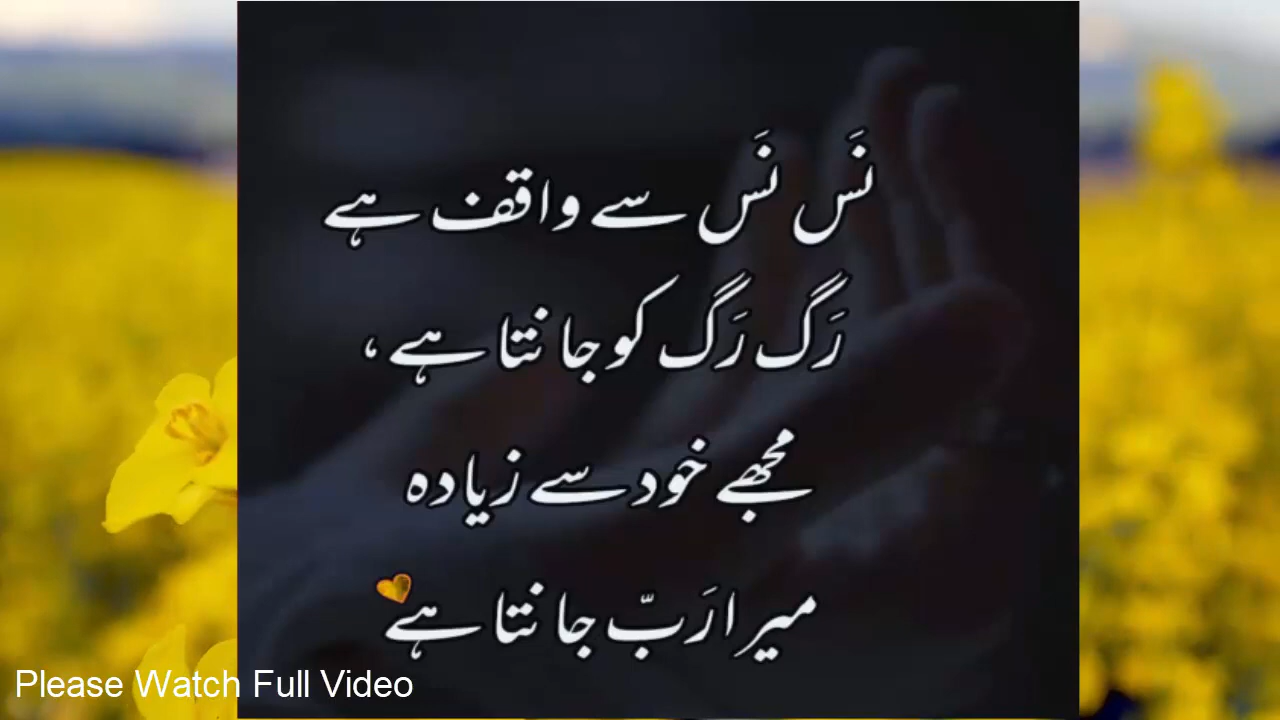 نَس نَس سے واقف ہے
رَگ رَگ کو جانتا ہے ،
مجھے خود سے زیادہ
میرا رَبّ جانتا ہے
Please Watch Full Video